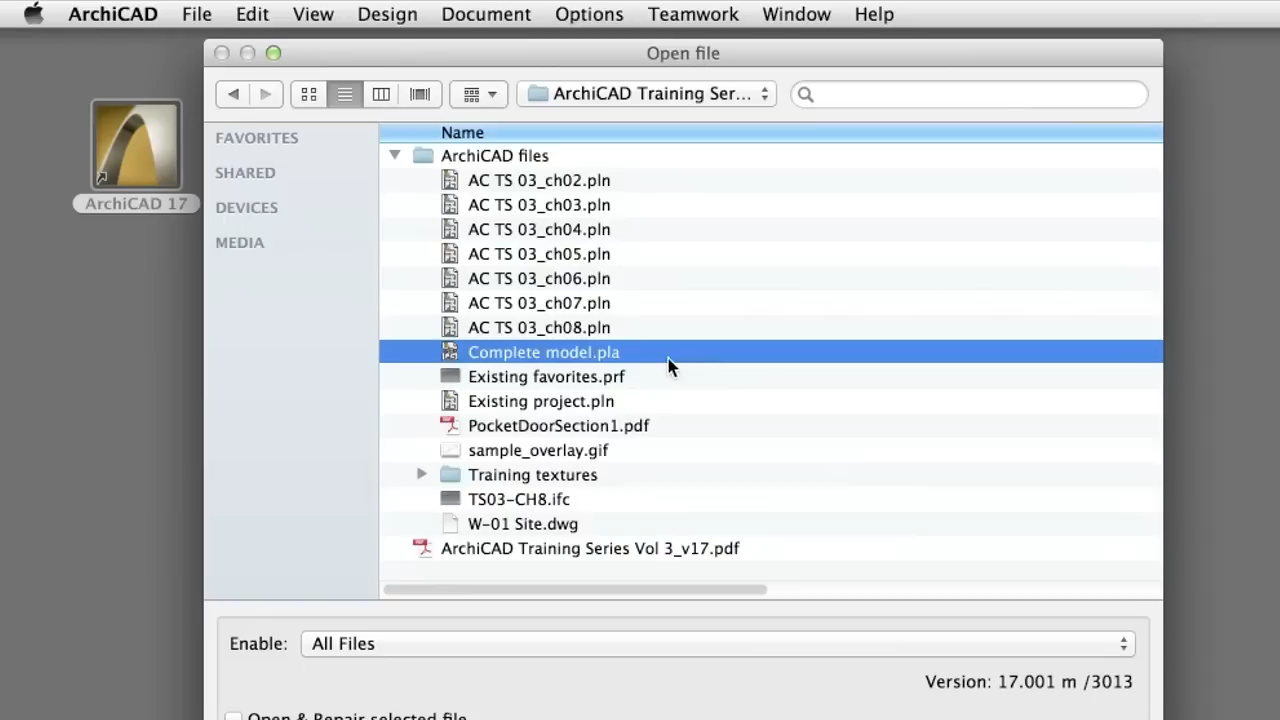 ArchiCAD File Edit View Design Document Options Teamwork Window Help
Open file
ArchiCAD Training Ser...
ArchiCAD 17
FAVORITES
SHARED
DEVICES
MEDIA
Name
ArchiCAD files
AC TS 03_ch02.pln
AC TS 03_ch03.pln
AC TS 03_ch04.pln
AC TS 03_ch05.pln
AC TS 03_ch06.pln
AC TS 03_ch07.pln
AC TS 03_ch08.pln
Complete model.pla
Existing favorites.prf
Existing project.pln
PocketDoorSection1.pdf
sample_overlay.gif
Training textures
TS03-CH8.ifc
W-01 Site.dwg
ArchiCAD Training Series Vol 3_v17.pdf
Enable: All Files
Version: 17.001 m /3013
Open & Repair selected file